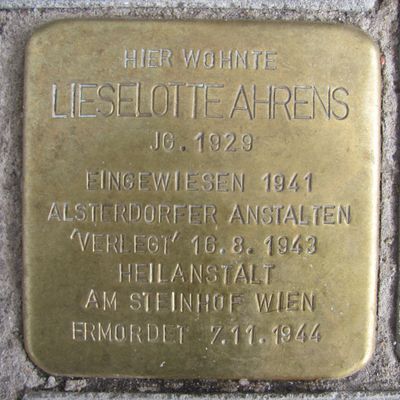 HIER WOHNTE
LIESELOTTE AHRENS
JG. 1929
EINGEWIESEN 1941
ALSTERDORFER ANSTALTEN
'VERLEGT' 16.8.1943
HEILANSTALT
AM STEINHOF WIEN
ERMORDET 7.11.1944